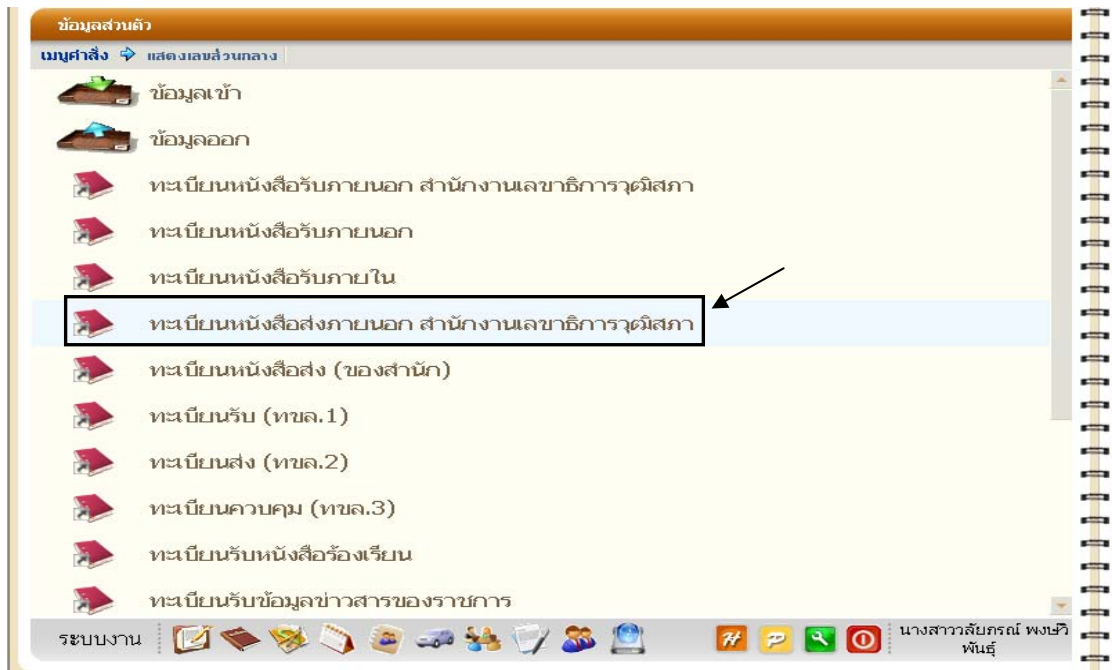 ข้อมูลส่วนตัว
เมนูคำสั่ง แสดงเลขส่วนกลาง
ข้อมูลเข้า
ข้อมูลออก
ทะเบียนหนังสือรับภายนอก สำนักงานเลขาธิการวุฒิสภา
ทะเบียนหนังสือรับภายนอก
ทะเบียนหนังสือรับภายใน
ทะเบียนหนังสือส่งภายนอก สำนักงานเลขาธิการวุฒิสภา
ทะเบียนหนังสือส่ง (ของสำนัก)
ทะเบียนรับ (ทขล.1)
ทะเบียนส่ง (ทขล.2)
ทะเบียนควบคุม (ทขล.3)
ทะเบียนรับหนังสือร้องเรียน
ทะเบียนรับข้อมูลข่าวสารของราชการ
ระบบงาน H P นางสาววลัยภรณ์ พงษ์วิ
พันธุ์